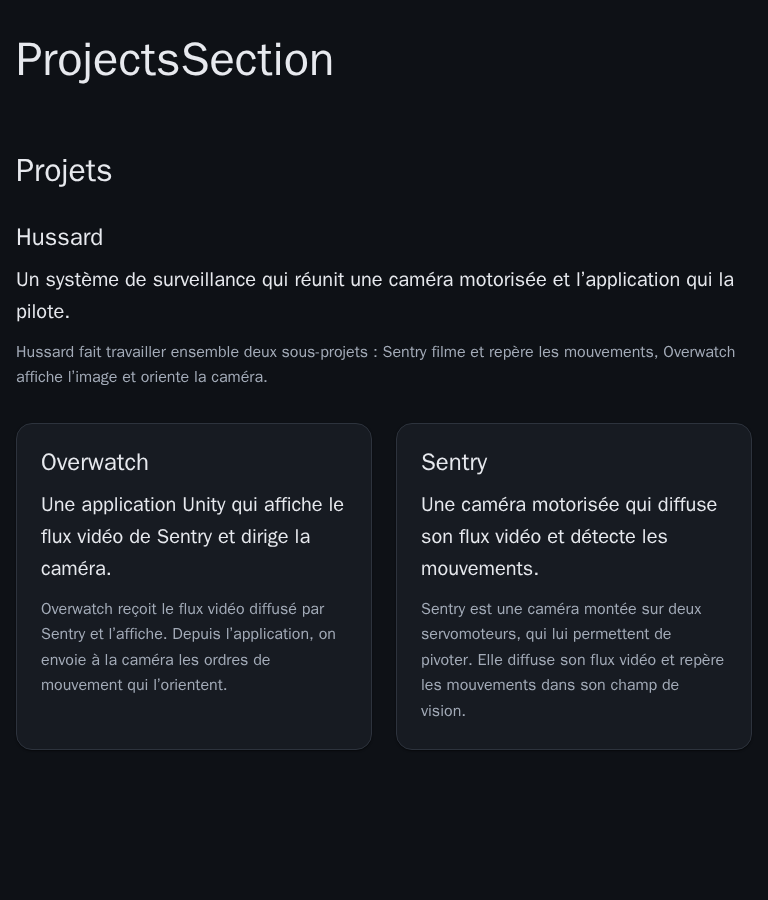 ProjectsSection
Projets
Hussard
Un système de surveillance qui réunit une caméra motorisée et l’application qui la
pilote.
Hussard fait travailler ensemble deux sous-projets : Sentry filme et repère les mouvements, Overwatch
affiche l’image et oriente la caméra.
Overwatch
Une application Unity qui affiche le
flux vidéo de Sentry et dirige la
caméra.
Overwatch reçoit le flux vidéo diffusé par
Sentry et l’affiche. Depuis l’application, on
envoie à la caméra les ordres de
mouvement qui l’orientent.
Sentry
Une caméra motorisée qui diffuse
son flux vidéo et détecte les
mouvements.
Sentry est une caméra montée sur deux
servomoteurs, qui lui permettent de
pivoter. Elle diffuse son flux vidéo et repère
les mouvements dans son champ de
vision.